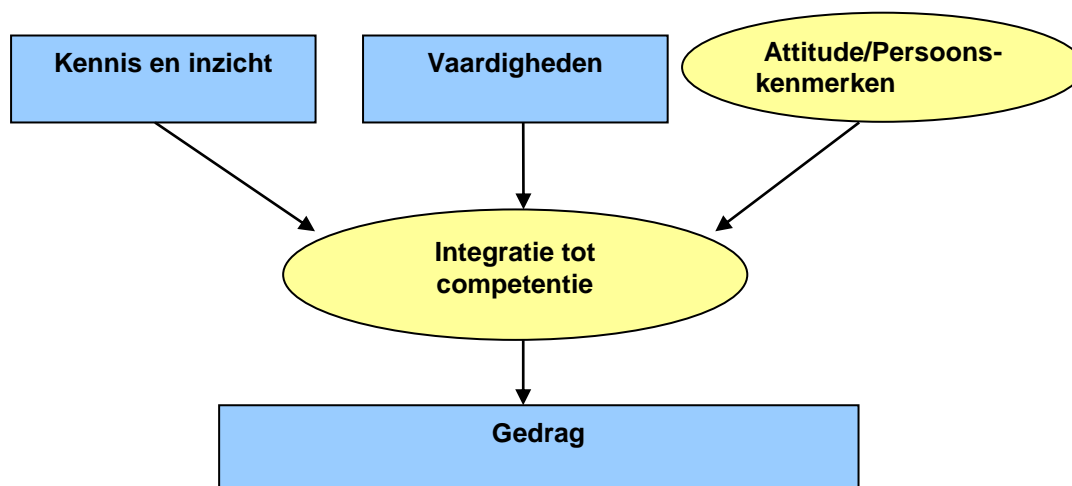 Kennis en inzicht
Vaardigheden
Attitude/Persoons-
kenmerken
Integratie tot
competentie
Gedrag